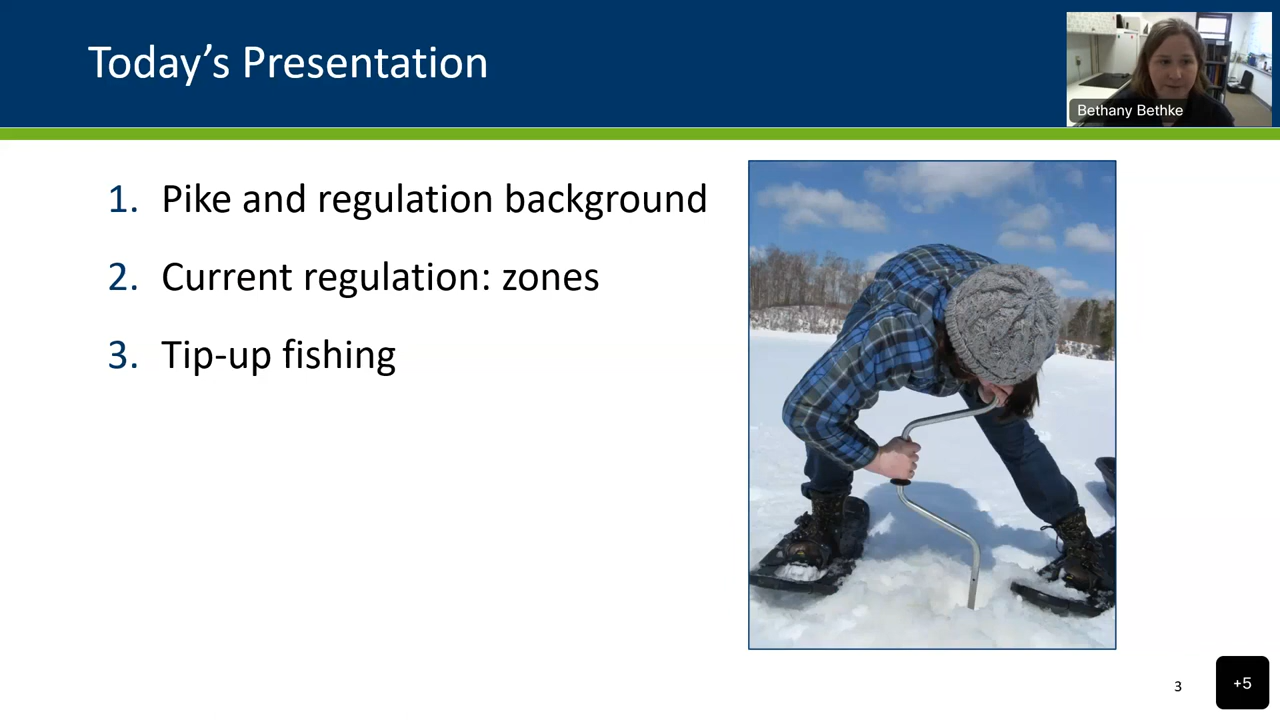 Today's Presentation
Bethany Bethke
1. Pike and regulation background
2. Current regulation: zones
3. Tip-up fishing
3
+5